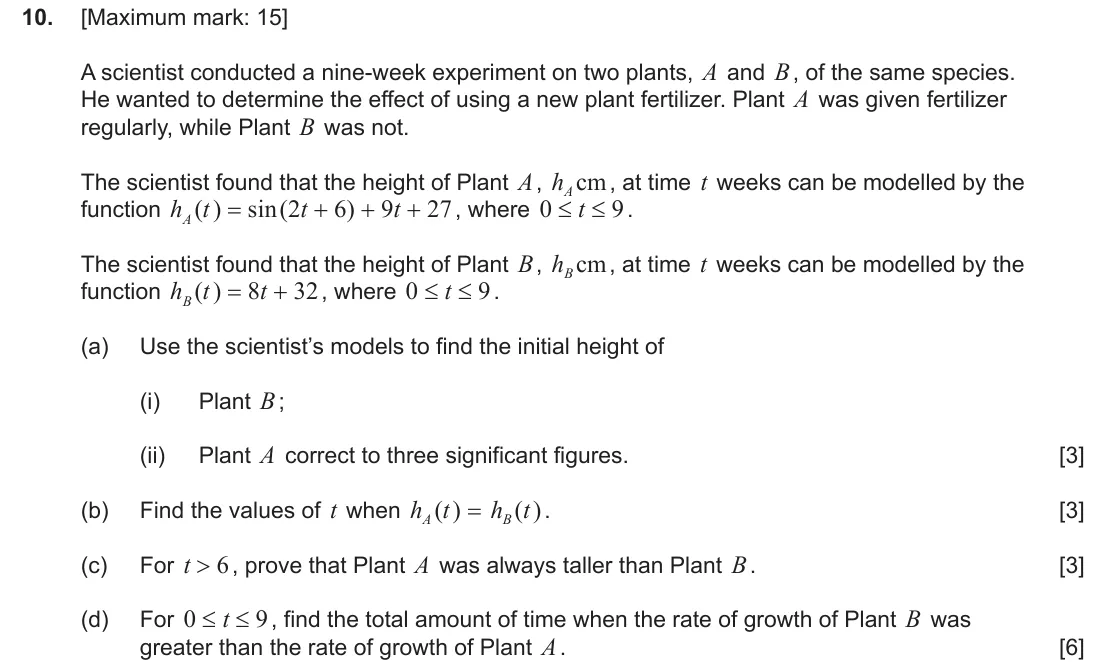 10. [Maximum mark: 15]
A scientist conducted a nine-week experiment on two plants, A and B, of the same species.
He wanted to determine the effect of using a new plant fertilizer. Plant A was given fertilizer
regularly, while Plant B was not.
The scientist found that the height of Plant A, h_A cm, at time t weeks can be modelled by the
function h_A(t) = sin(2t + 6) + 9t + 27, where 0 ≤ t ≤ 9.
The scientist found that the height of Plant B, h_B cm, at time t weeks can be modelled by the
function h_B(t) = 8t + 32, where 0 ≤ t ≤ 9.
(a) Use the scientist's models to find the initial height of
(i) Plant B;
(ii) Plant A correct to three significant figures. [3]
(b) Find the values of t when h_A(t) = h_B(t). [3]
(c) For t > 6, prove that Plant A was always taller than Plant B. [3]
(d) For 0 ≤ t ≤ 9, find the total amount of time when the rate of growth of Plant B was
greater than the rate of growth of Plant A. [6]